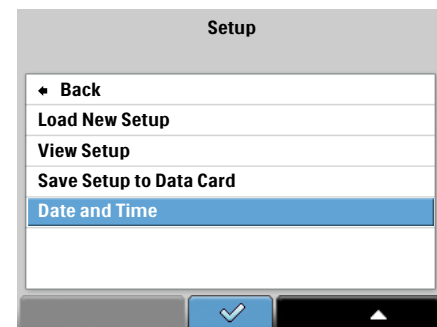 Setup
Back
Load New Setup
View Setup
Save Setup to Data Card
Date and Time